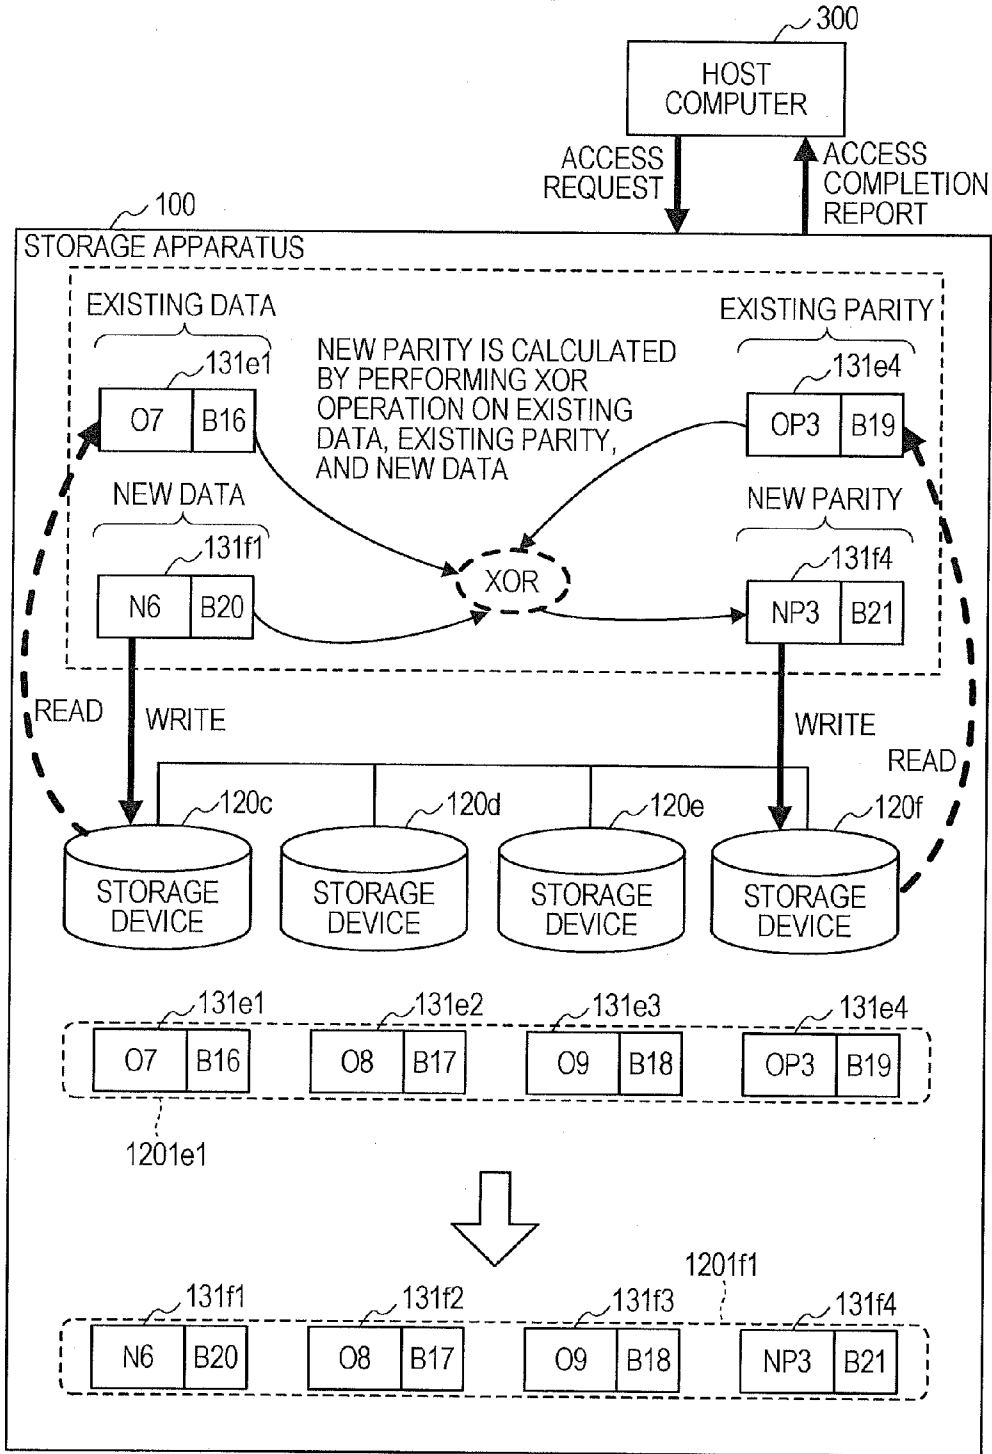 300
HOST
COMPUTER
ACCESS
REQUEST
ACCESS
COMPLETION
REPORT
100
STORAGE APPARATUS
EXISTING DATA
131e1
O7 B16
NEW PARITY IS CALCULATED
BY PERFORMING XOR
OPERATION ON EXISTING
DATA, EXISTING PARITY,
AND NEW DATA
EXISTING PARITY
131e4
OP3 B19
NEW DATA
131f1
N6 B20
XOR
NEW PARITY
131f4
NP3 B21
READ
WRITE
WRITE
READ
120c
120d
120e
120f
STORAGE
DEVICE
STORAGE
DEVICE
STORAGE
DEVICE
STORAGE
DEVICE
131e1
131e2
131e3
131e4
O7 B16
O8 B17
O9 B18
OP3 B19
1201e1
1201f1
131f1
131f2
131f3
131f4
N6 B20
O8 B17
O9 B18
NP3 B21